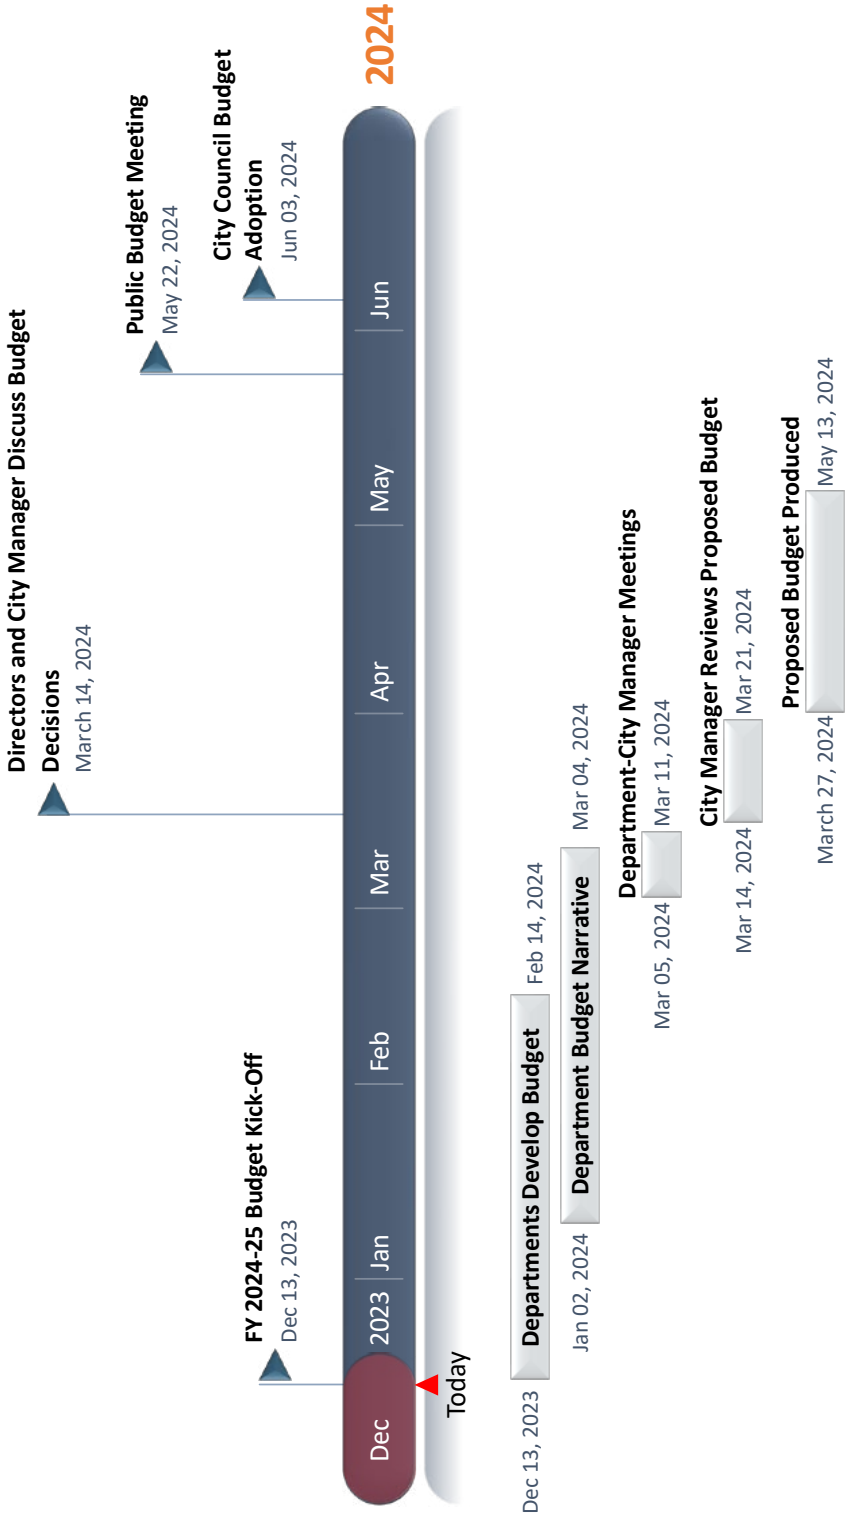 Directors and City Manager Discuss Budget
Decisions
March 14, 2024
Public Budget Meeting
May 22, 2024
City Council Budget
Adoption
Jun 03, 2024
FY 2024-25 Budget Kick-Off
Dec 13, 2023
Dec 2023 Jan Feb Mar Apr May Jun 2024
Today
Dec 13, 2023 Departments Develop Budget Feb 14, 2024
Jan 02, 2024 Department Budget Narrative Mar 04, 2024
Department-City Manager Meetings
Mar 05, 2024 Mar 11, 2024
City Manager Reviews Proposed Budget
Mar 14, 2024 Mar 21, 2024
Proposed Budget Produced
March 27, 2024 May 13, 2024